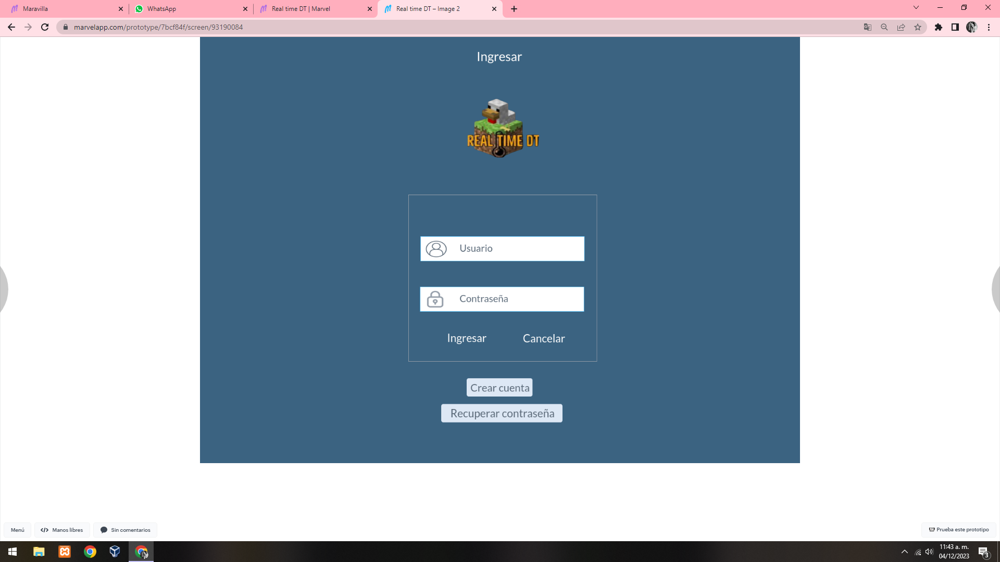 Maravilla
WhatsApp
Real time DT | Marvel
Real time DT – Image 2
marvelapp.com/prototype/7bcf84f/screen/93190084
Ingresar
REAL TIME DT
Usuario
Contraseña
Ingresar Cancelar
Crear cuenta
Recuperar contraseña
Menú
</> Manos libres
Sin comentarios
Prueba este prototipo
11:43 a. m.
04/12/2023
3